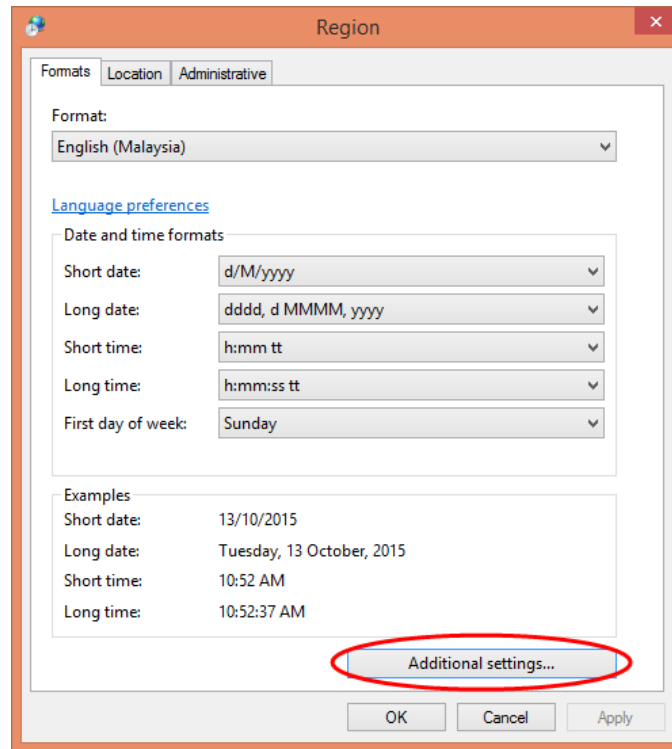 Region
Formats Location Administrative
Format:
English (Malaysia)
Language preferences
Date and time formats
Short date: d/M/yyyy
Long date: dddd, d MMMM, yyyy
Short time: h:mm tt
Long time: h:mm:ss tt
First day of week: Sunday
Examples
Short date: 13/10/2015
Long date: Tuesday, 13 October, 2015
Short time: 10:52 AM
Long time: 10:52:37 AM
Additional settings...
OK Cancel Apply